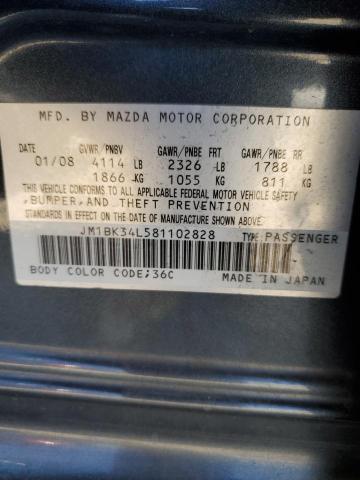 MFD. BY MAZDA MOTOR CORPORATION
DATE GVWR/PNBV GAWR/PNBE FRT GAWR/PNBE RR
01/08 4114 LB 2326 LB 1788 LB
1866 KG 1055 KG 811 KG
THIS VEHICLE CONFORMS TO ALL APPLICABLE FEDERAL MOTOR VEHICLE SAFETY
,BUMPER,AND THEFT PREVENTION
STANDARDS IN EFFECT ON THE DATE OF MANUFACTURE SHOWN ABOVE.
JM1BK34L581102828 TYPE:PASSENGER
BODY COLOR CODE;36C MADE IN JAPAN